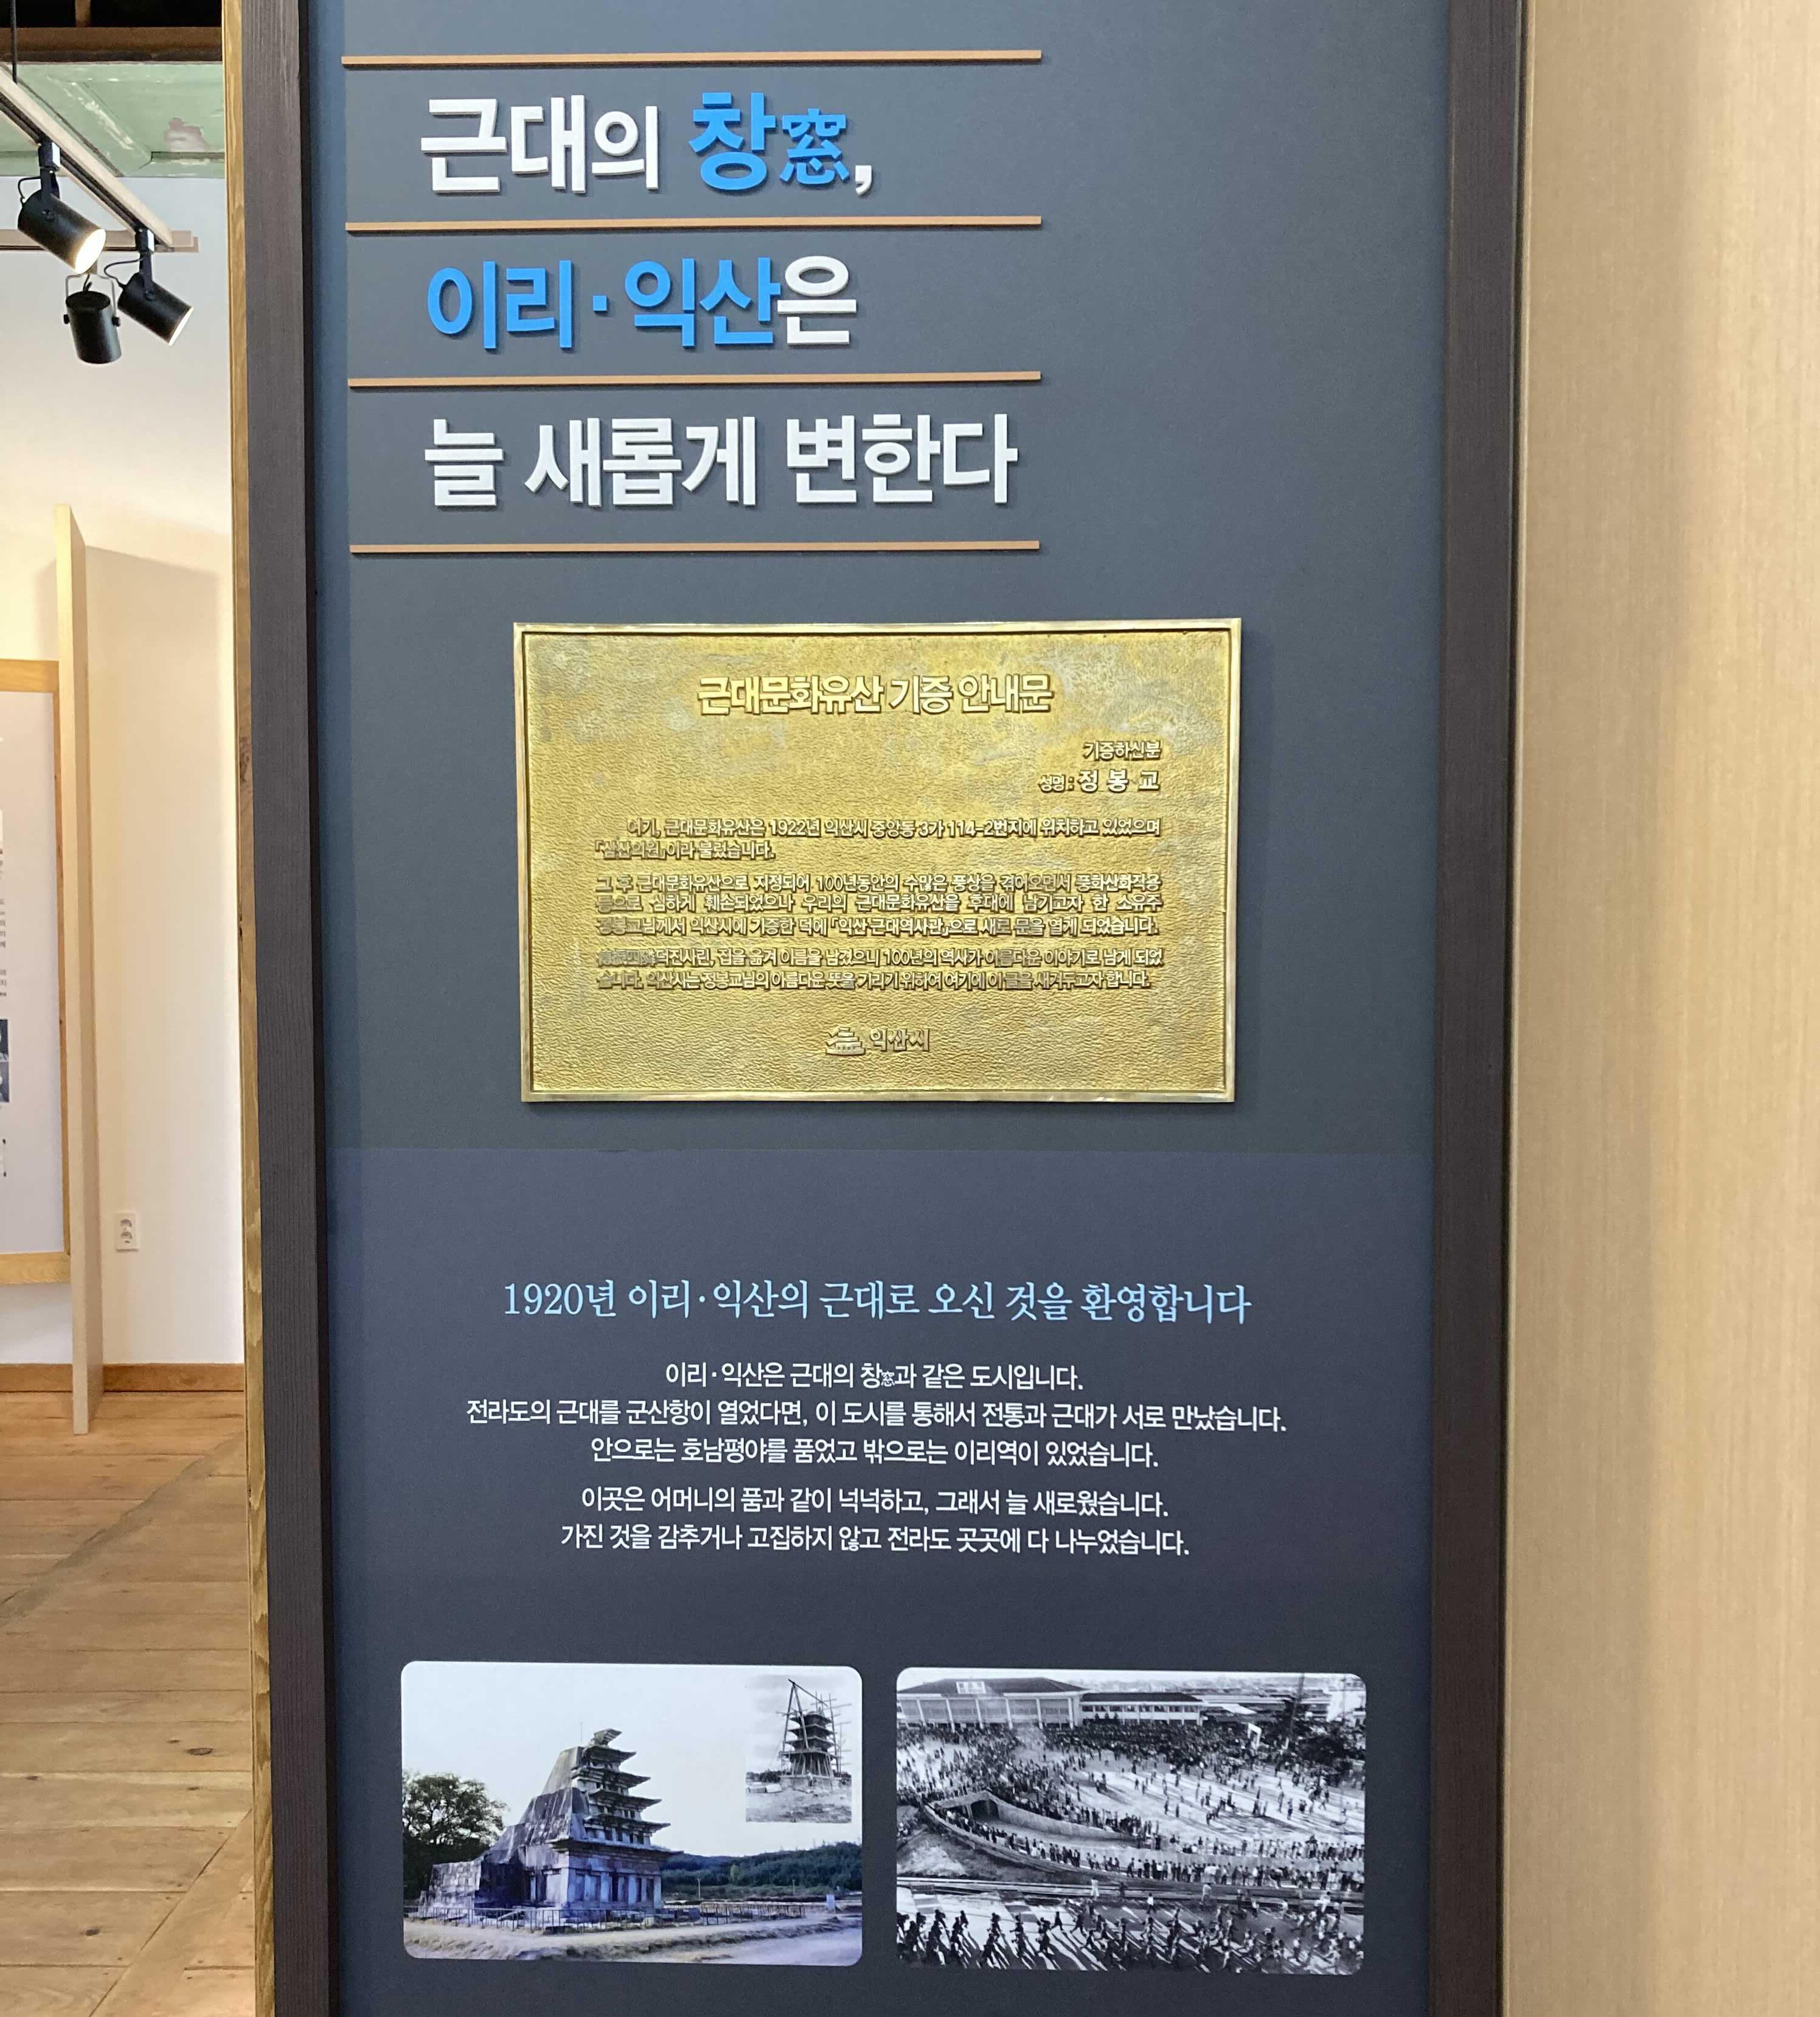 근대의 창窓,
이리·익산은
늘 새롭게 변한다
근대문화유산 기증 안내문
기증하신분
성명: 정 봉 교
여기, 근대문화유산은 1922년 익산시 중앙동 3가 114-2번지에 위치하고 있었으며
「삼산의원」이라 불렸습니다.
그 후 근대문화유산으로 지정되어 100년동안의 수많은 풍상을 겪어오면서 풍화산화작용
등으로 심하게 훼손되었으나 우리의 근대문화유산을 후대에 남기고자 한 소유주
정봉교님께서 익산시에 기증한 덕에 「익산근대역사관」으로 새로 문을 열게 되었습니다.
덕진사린, 집을 옮겨 이름을 남겼으니 100년의 역사가 아름다운 이야기로 남게 되었
습니다. 익산시는 정봉교님의 아름다운 뜻을 기리기 위하여 여기에 이 글을 새겨두고자 합니다.
익산시
1920년 이리·익산의 근대로 오신 것을 환영합니다
이리·익산은 근대의 창窓과 같은 도시입니다.
전라도의 근대를 군산항이 열었다면, 이 도시를 통해서 전통과 근대가 서로 만났습니다.
안으로는 호남평야를 품었고 밖으로는 이리역이 있었습니다.
이곳은 어머니의 품과 같이 넉넉하고, 그래서 늘 새로웠습니다.
가진 것을 감추거나 고집하지 않고 전라도 곳곳에 다 나누었습니다.